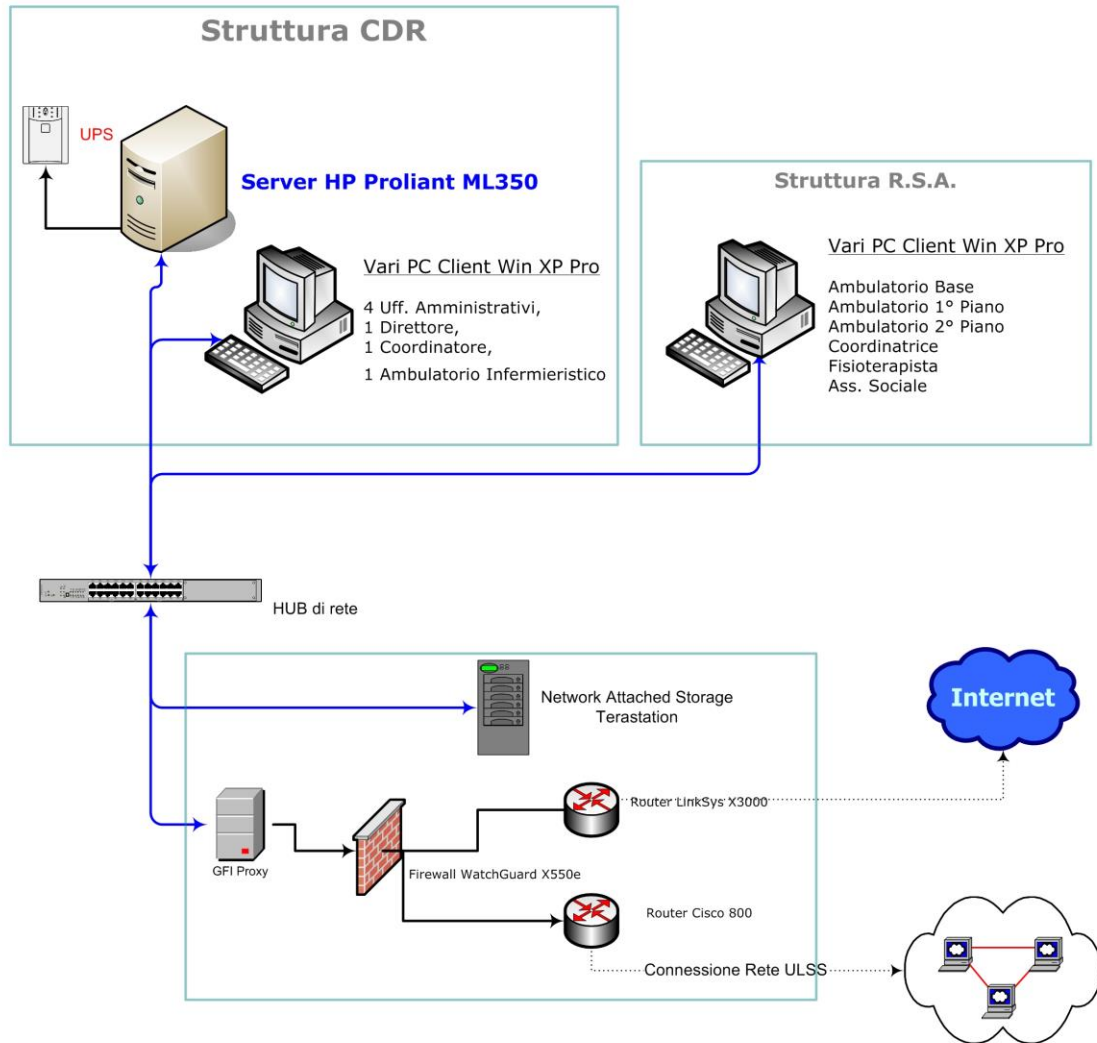 Struttura CDR
UPS
Server HP Proliant ML350
Vari PC Client Win XP Pro
4 Uff. Amministrativi,
1 Direttore,
1 Coordinatore,
1 Ambulatorio Infermieristico
Struttura R.S.A.
Vari PC Client Win XP Pro
Ambulatorio Base
Ambulatorio 1° Piano
Ambulatorio 2° Piano
Coordinatrice
Fisioterapista
Ass. Sociale
HUB di rete
Network Attached Storage
Terastation
Internet
Router LinkSys X3000
GFI Proxy
Firewall WatchGuard X550e
Router Cisco 800
Connessione Rete ULSS